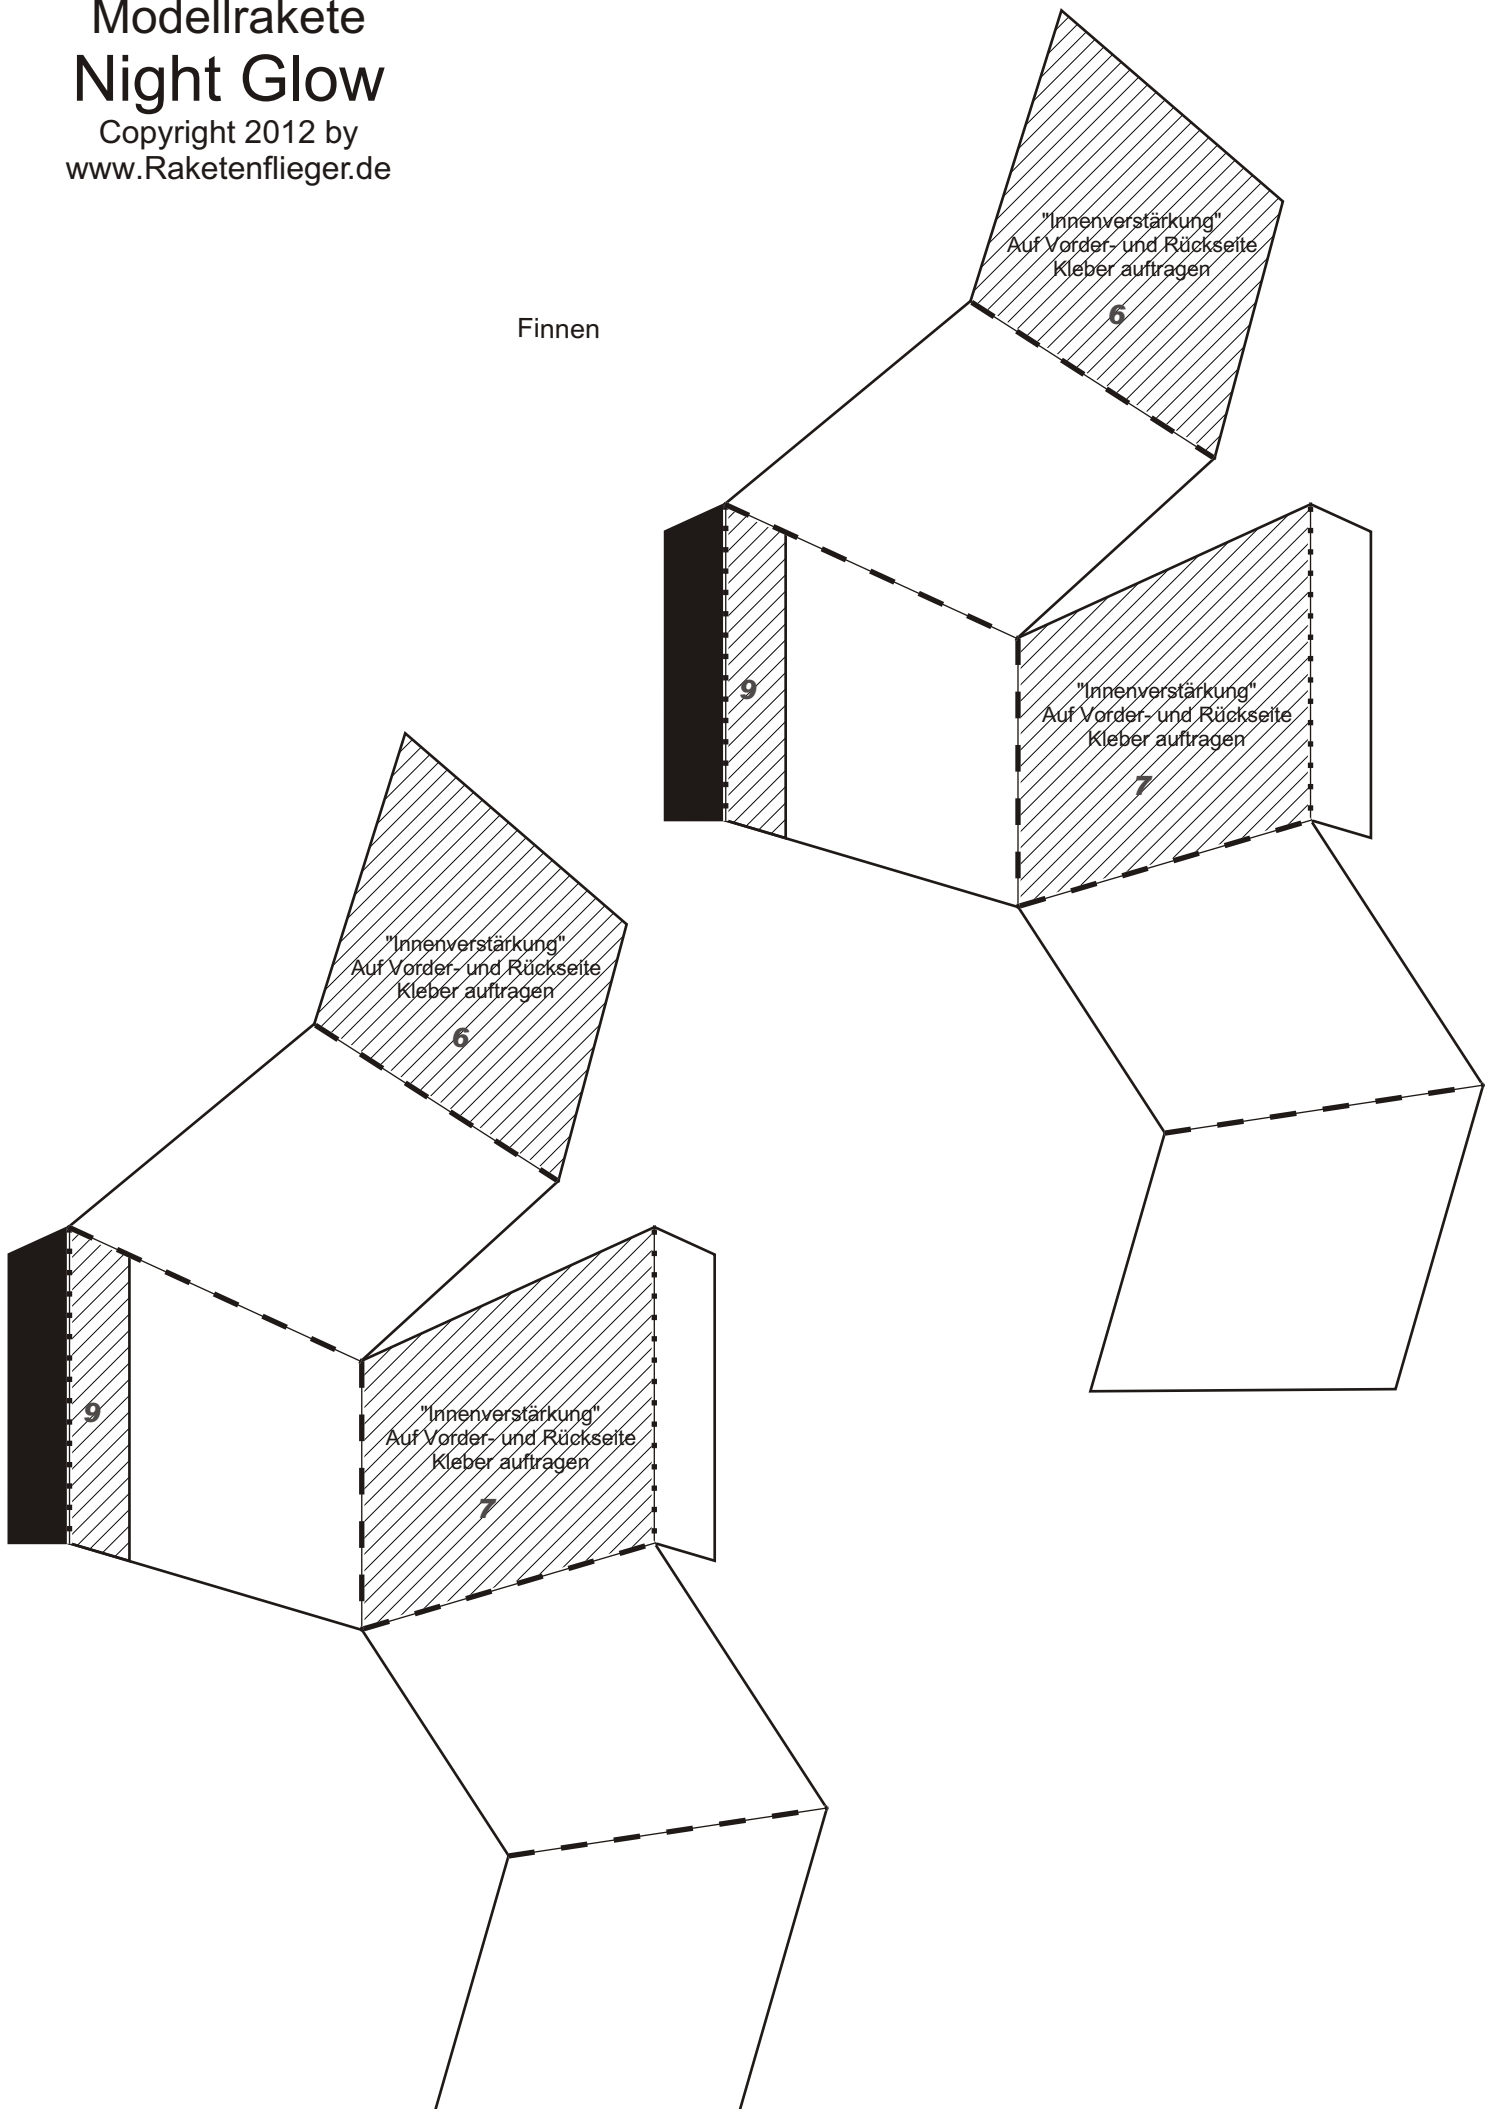 Modellrakete
Night Glow
Copyright 2012 by
www.Raketenflieger.de
"Innenverstärkung"
Auf Vorder- und Rückseite
Kleber auftragen
6
Finnen
9
"Innenverstärkung"
Auf Vorder- und Rückseite
Kleber auftragen
7
"Innenverstärkung"
Auf Vorder- und Rückseite
Kleber auftragen
6
9
"Innenverstärkung"
Auf Vorder- und Rückseite
Kleber auftragen
7